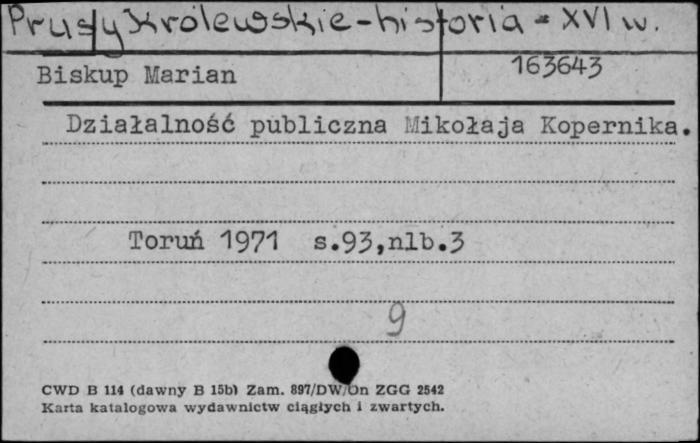 Prusy Królewskie - historia - XVI w.
Biskup Marian 163643
Działalność publiczna Mikołaja Kopernika.
Toruń 1971 s.93,nlb.3
9
CWD B 114 (dawny B 15b) Zam. 897/DW/Dn ZGG 2542
Karta katalogowa wydawnictw ciągłych i zwartych.